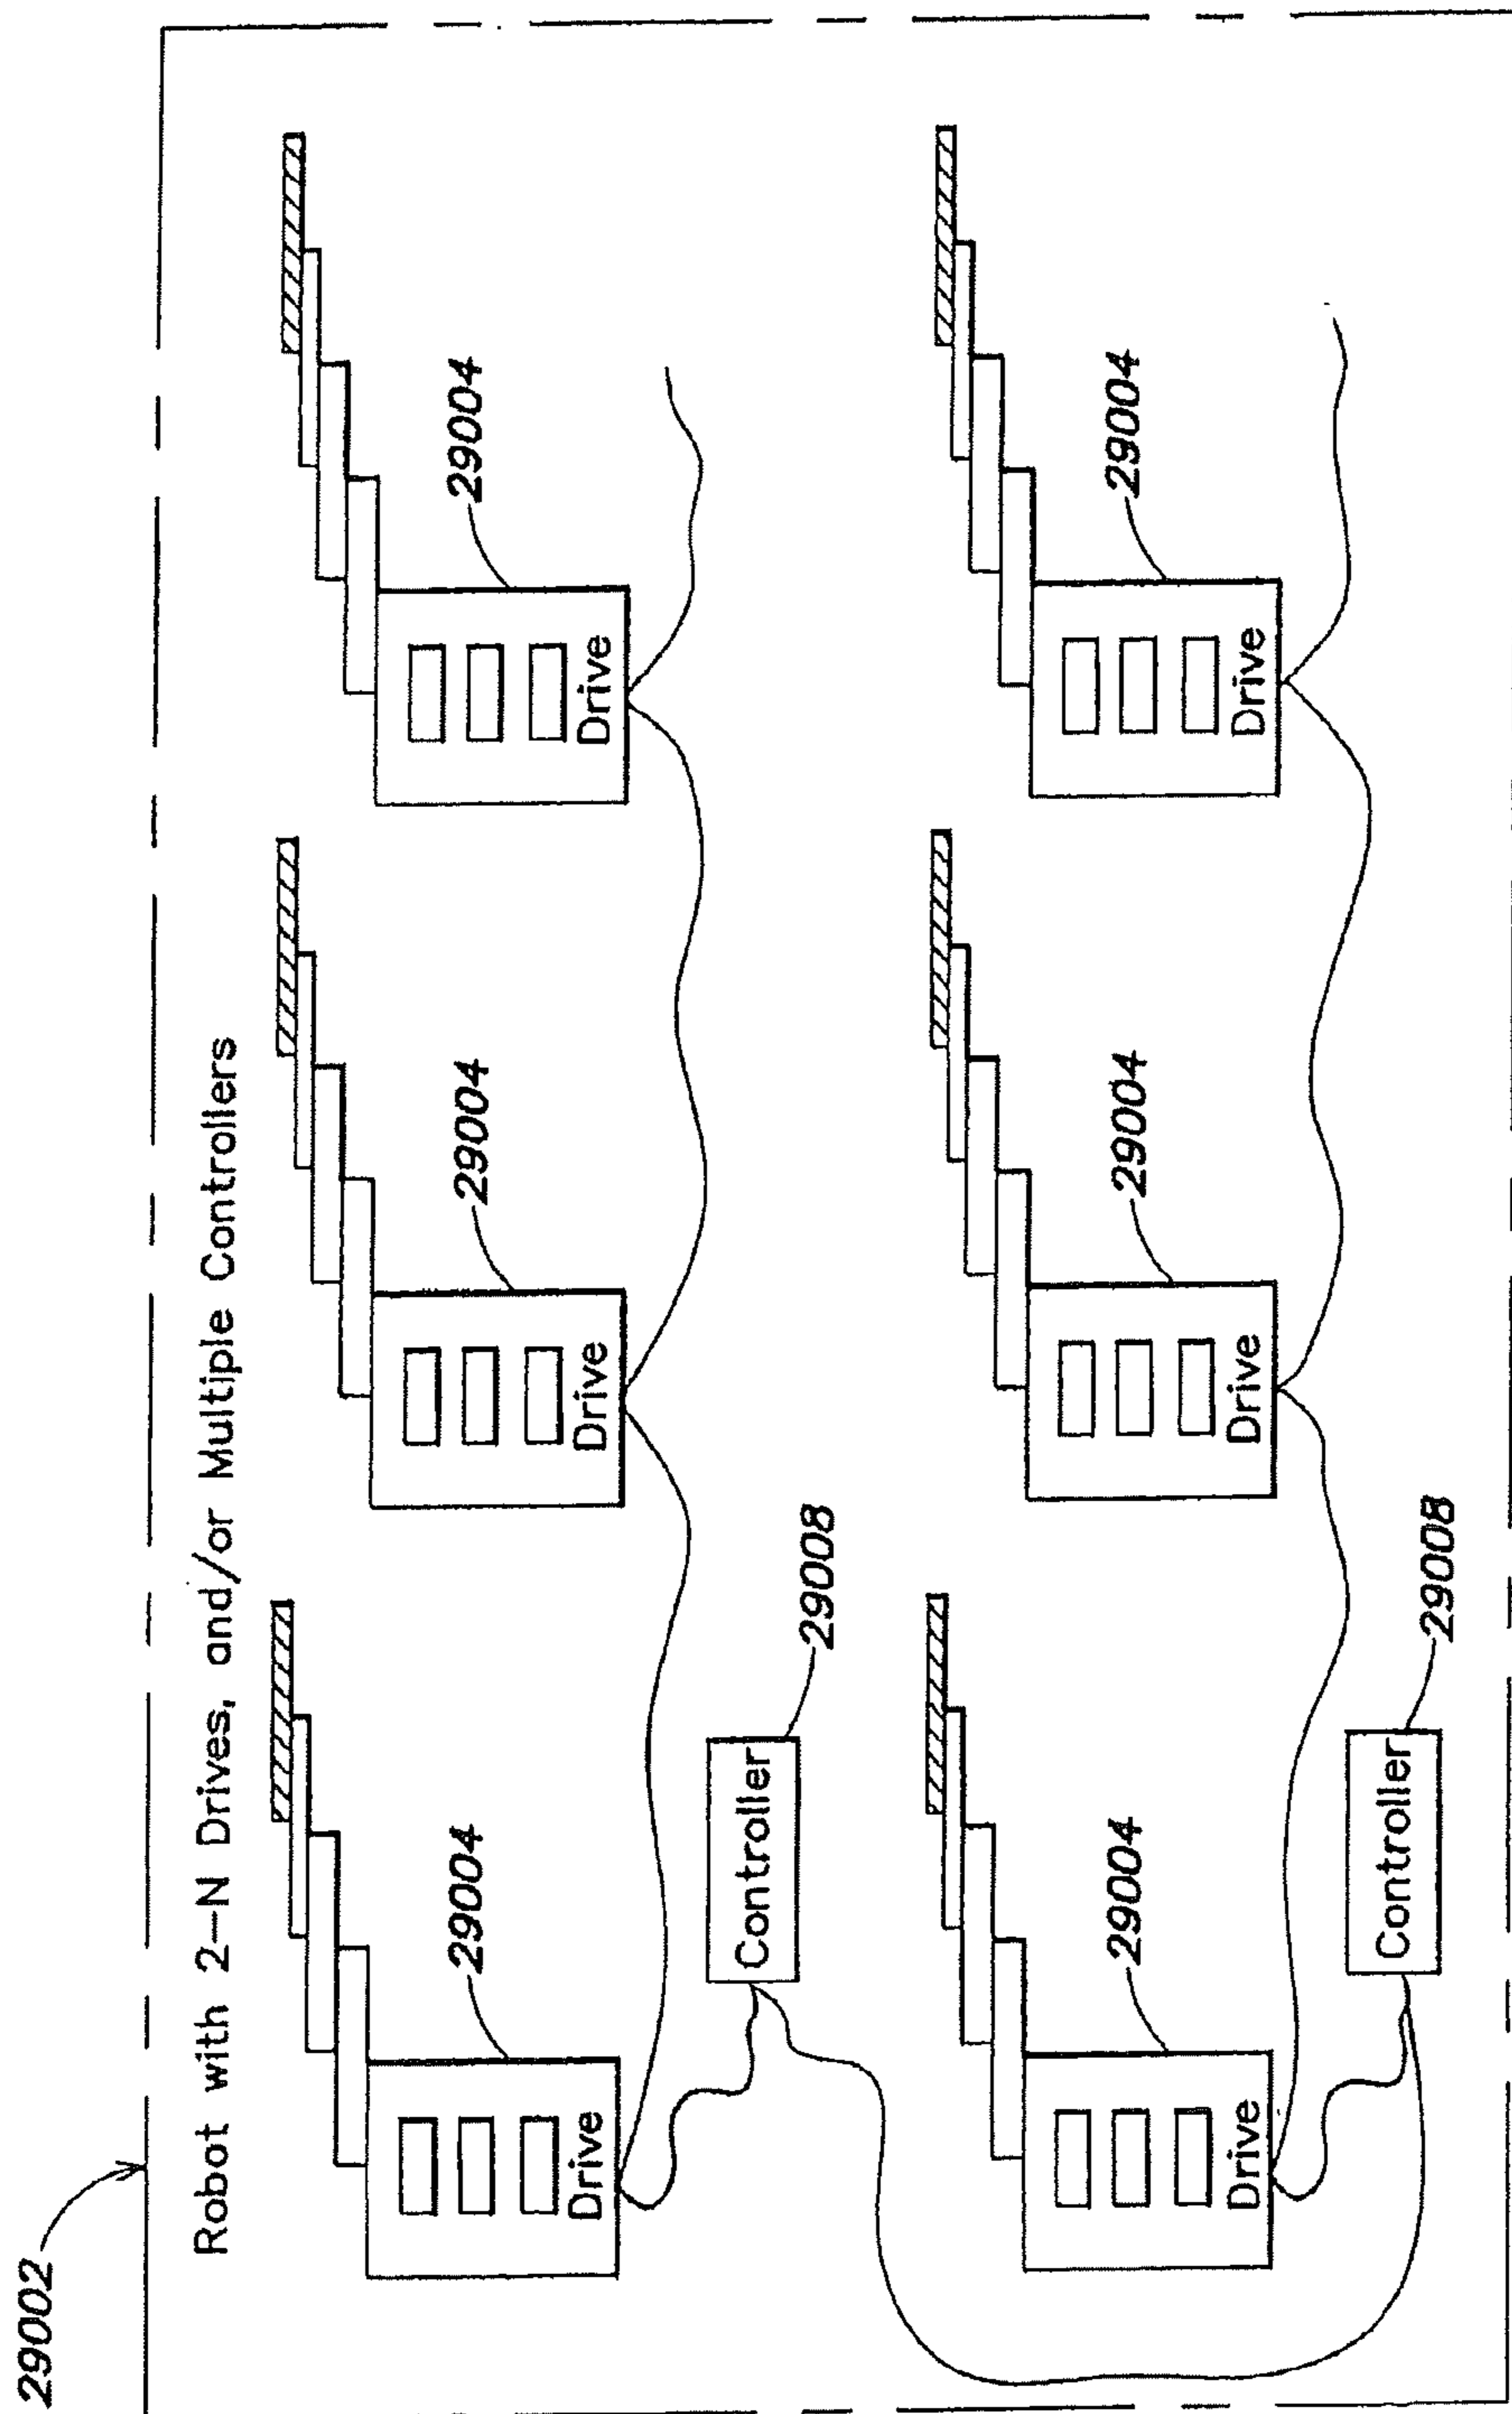 29002
Robot with 2-N Drives, and/or Multiple Controllers
29004
29004
29004
Drive
Drive
Drive
Controller
29008
29004
29004
29004
Drive
Drive
Drive
Controller
29008